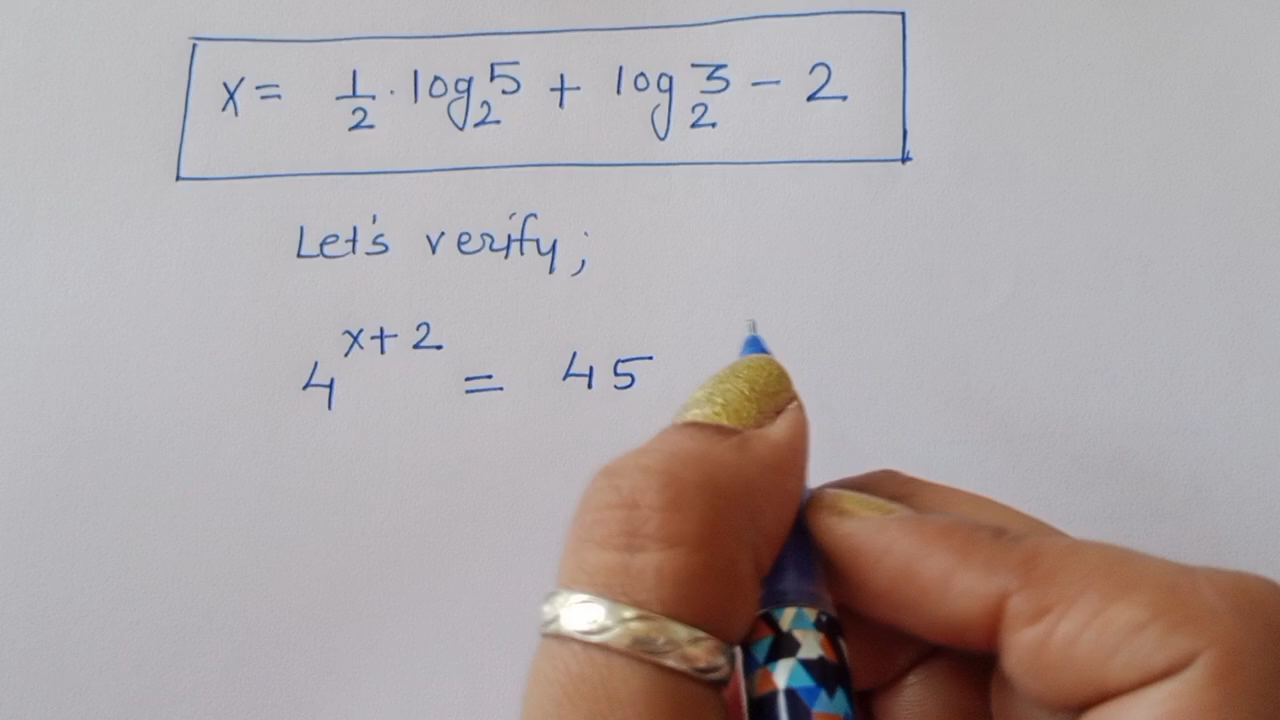 x = 1/2 · log₂5 + log₂3 - 2
Let's verify;
4^(x+2) = 45